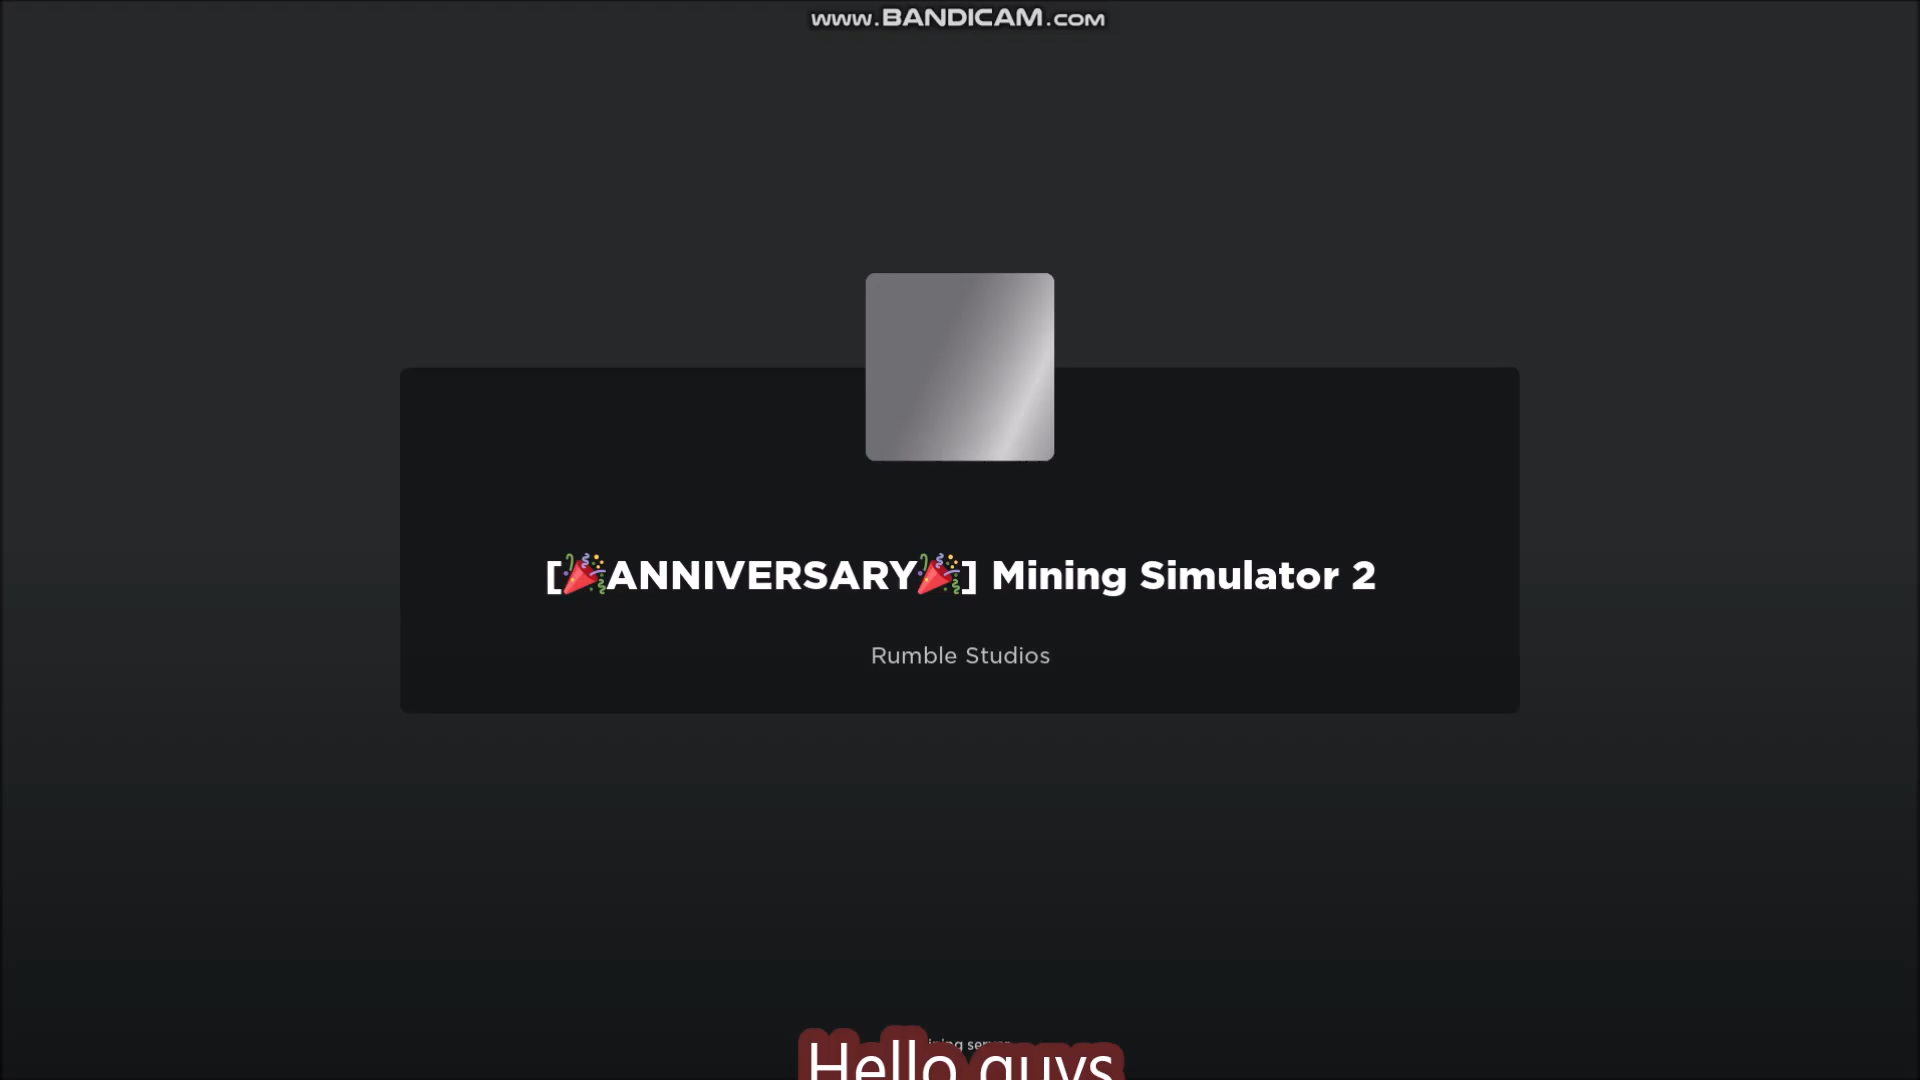 www.BANDICAM.com
[🎉ANNIVERSARY🎉] Mining Simulator 2
Rumble Studios
Hello guys